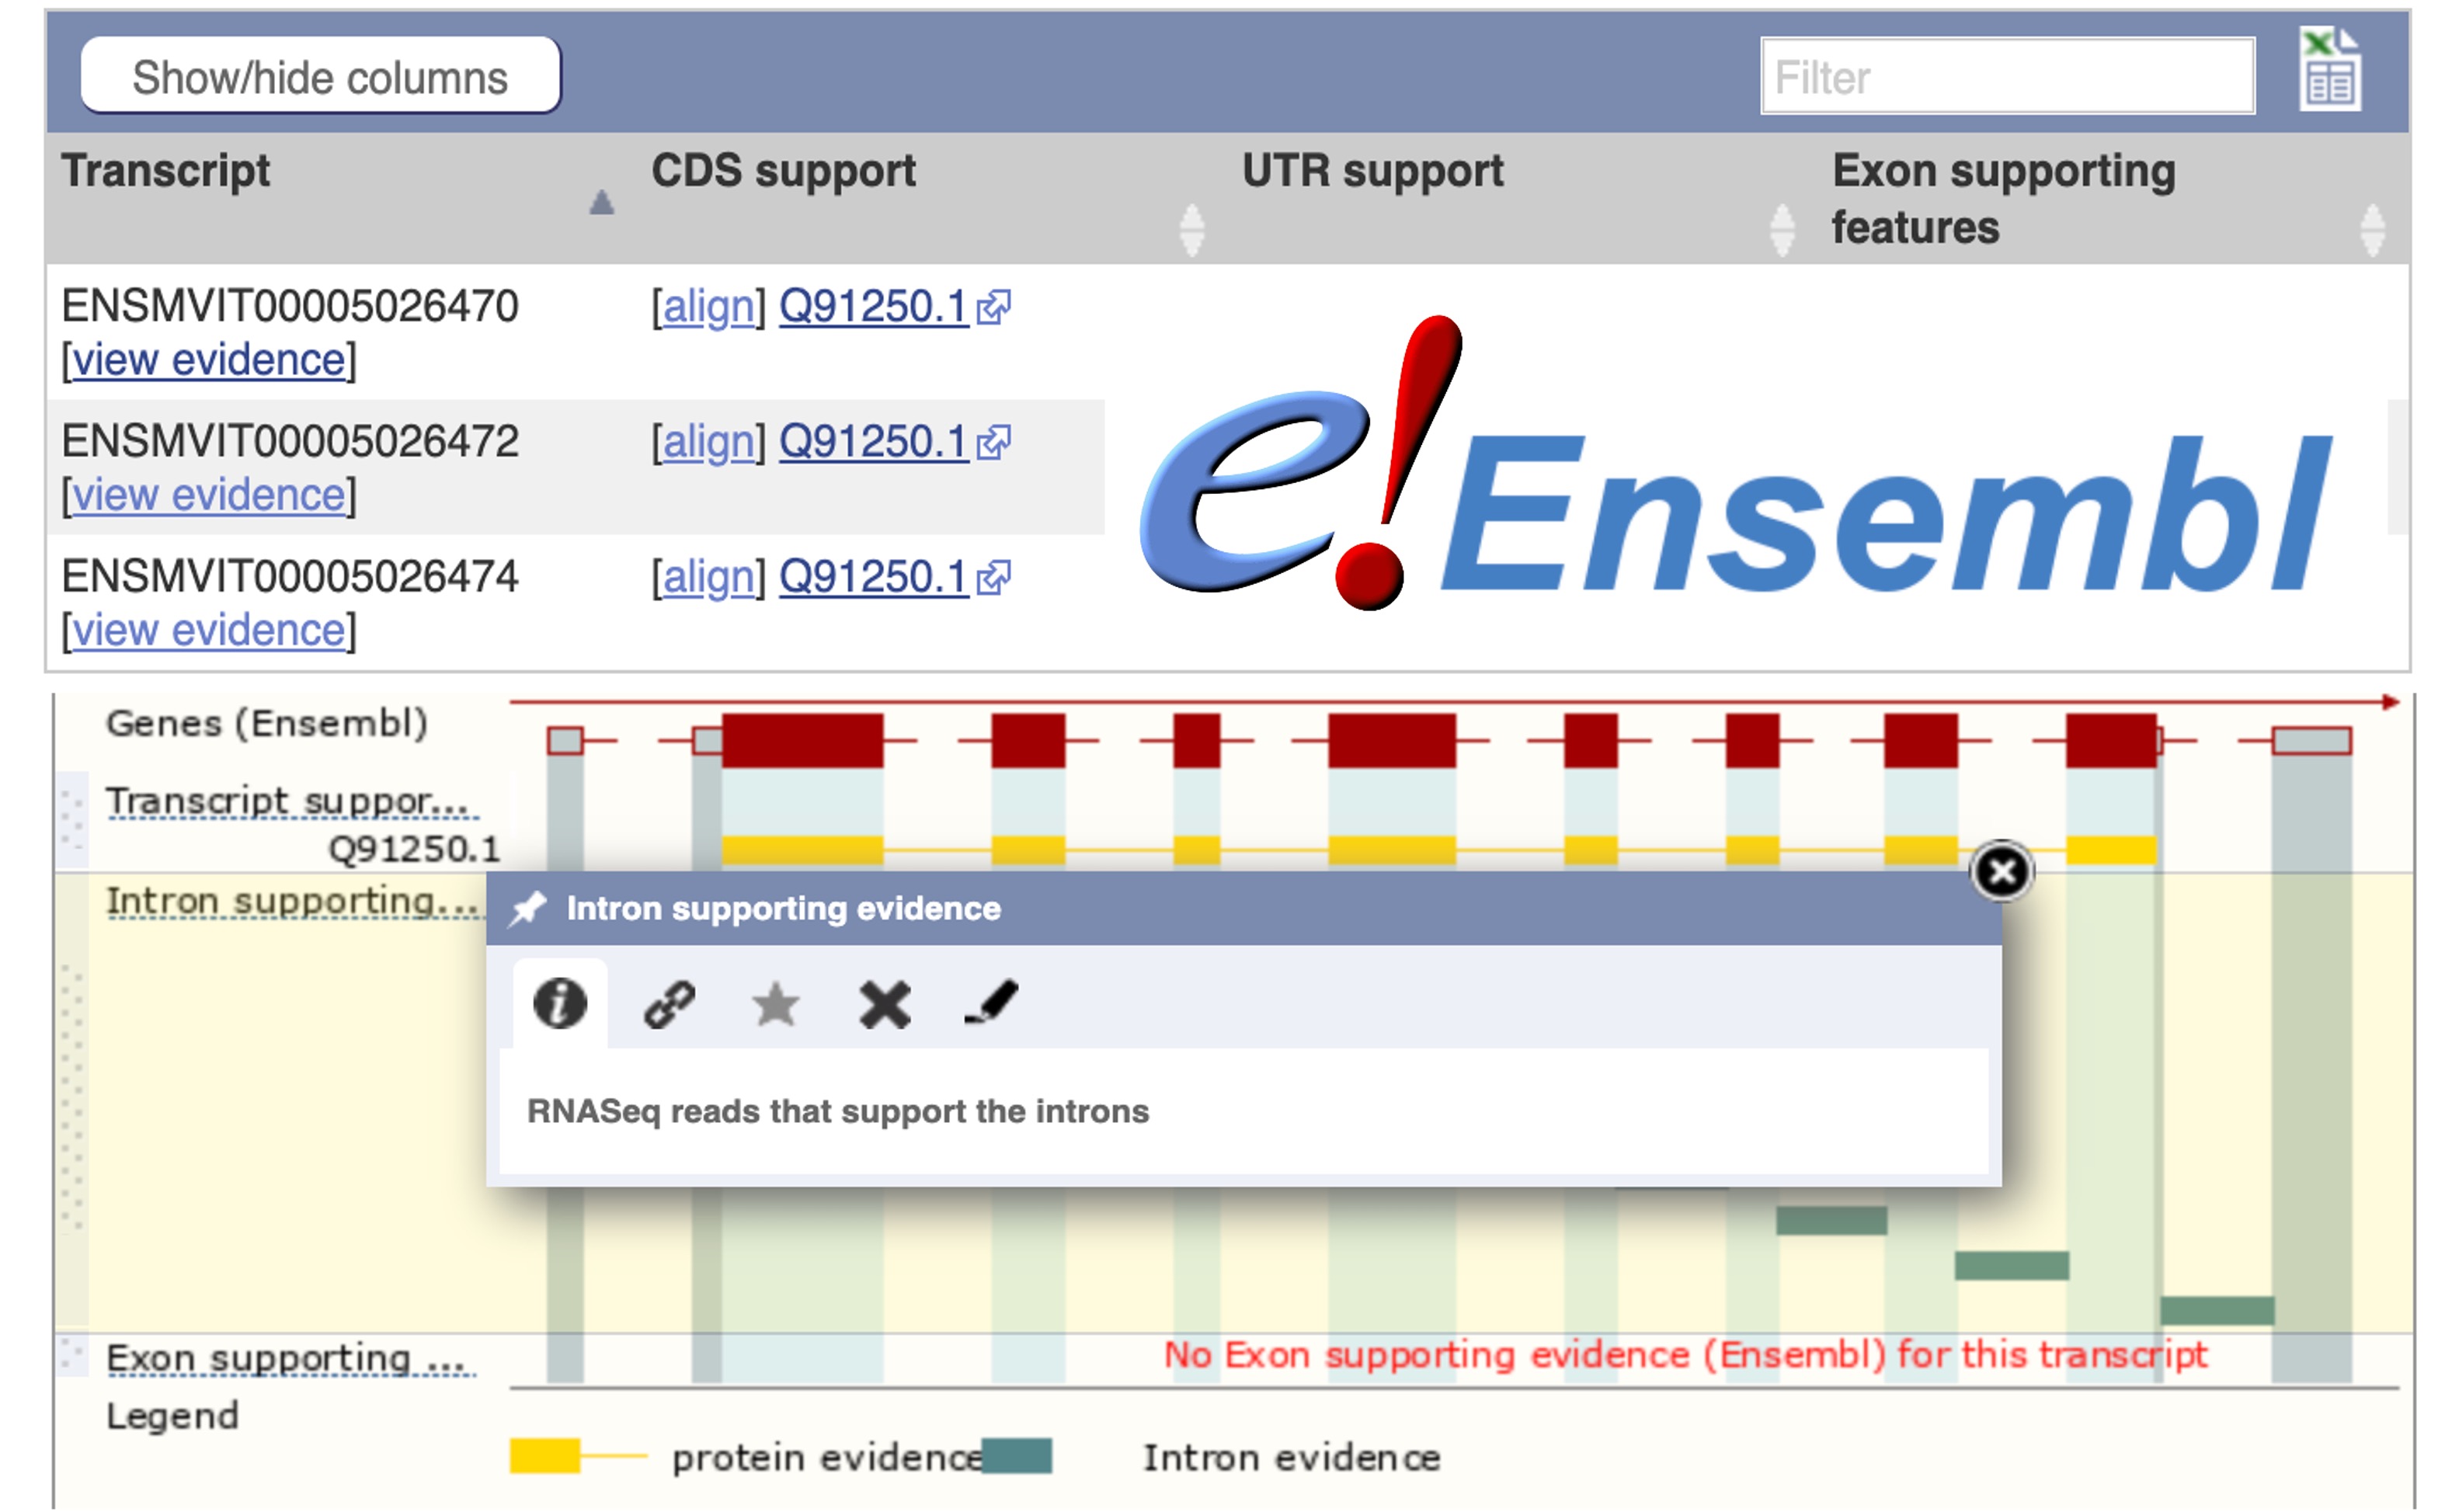 Show/hide columns
Filter
Transcript
CDS support
UTR support
Exon supporting
features
ENSMVIT00005026470
[align] Q91250.1
[view evidence]
ENSMVIT00005026472
[align] Q91250.1
[view evidence]
ENSMVIT00005026474
[align] Q91250.1
[view evidence]
e!Ensembl
Genes (Ensembl)
Transcript suppor...
Q91250.1
Intron supporting...
Intron supporting evidence
RNASeq reads that support the introns
Exon supporting ...
No Exon supporting evidence (Ensembl) for this transcript
Legend
protein evidence
Intron evidence